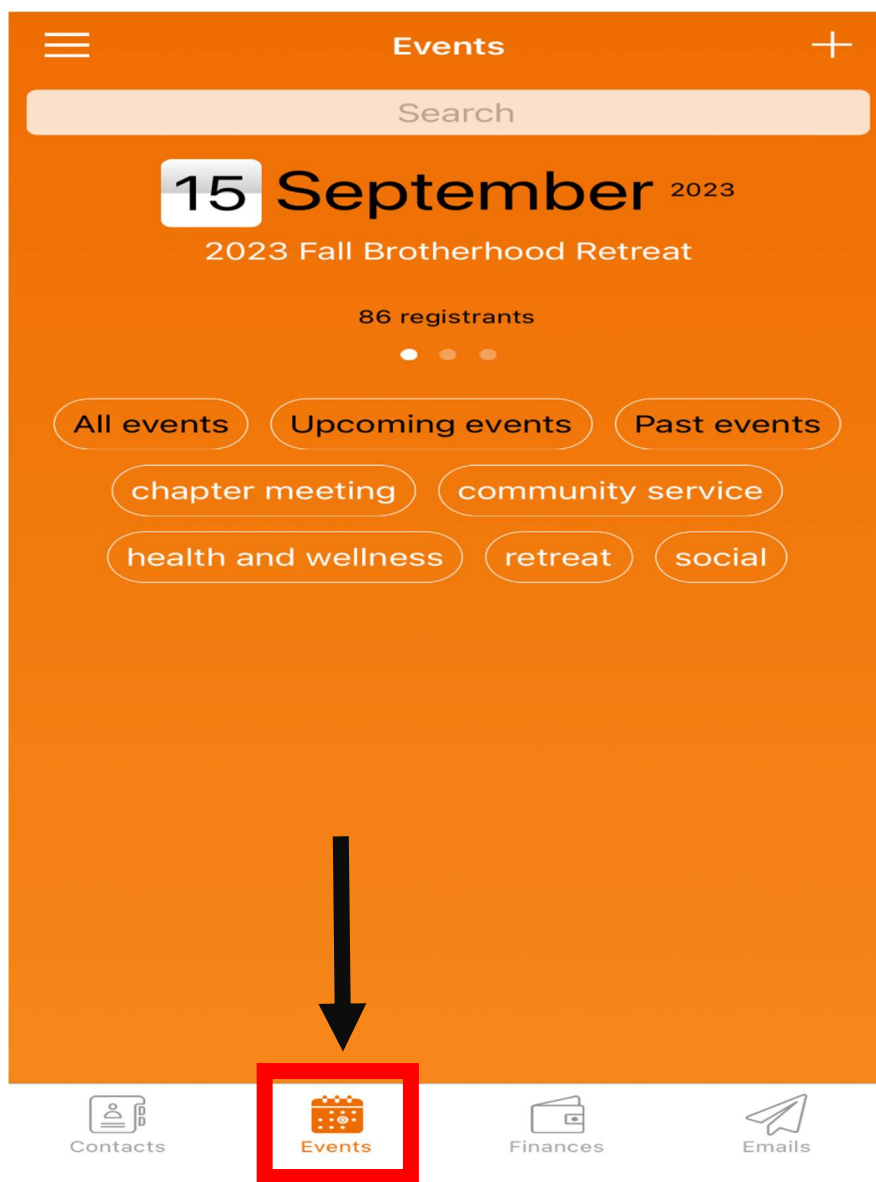 Events
Search
15 September 2023
2023 Fall Brotherhood Retreat
86 registrants
All events Upcoming events Past events
chapter meeting community service
health and wellness retreat social
Contacts Events Finances Emails